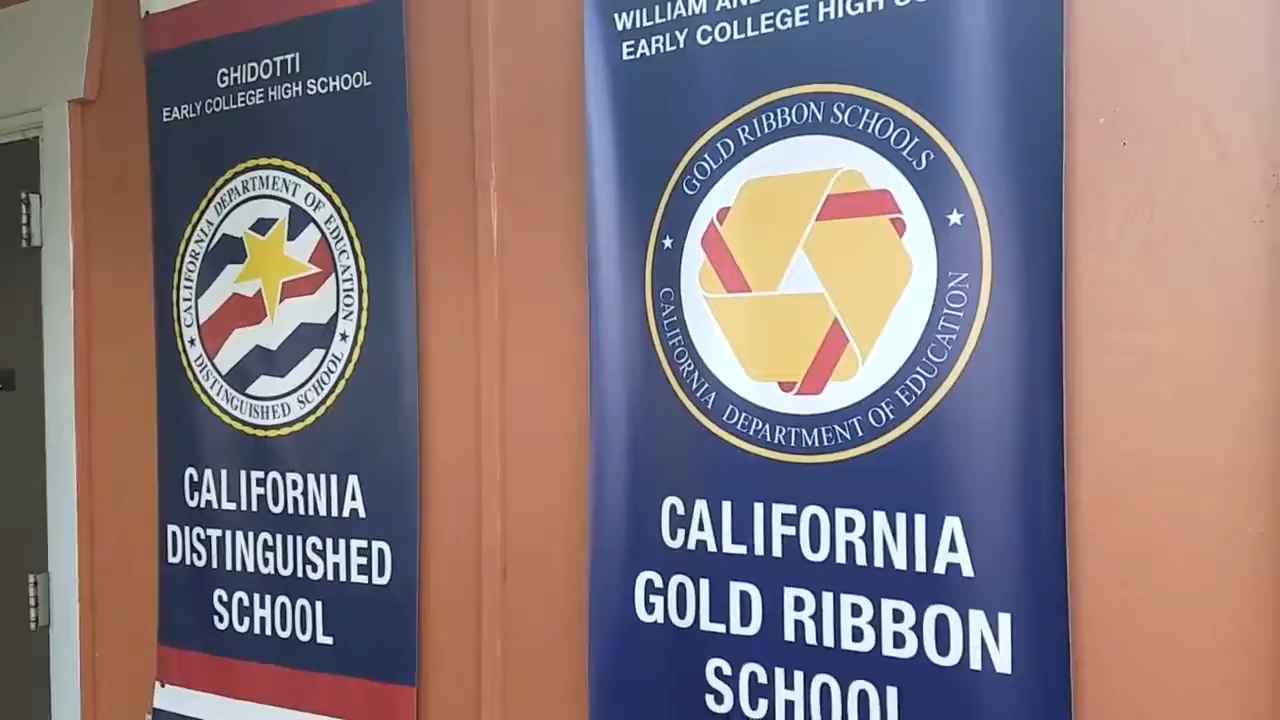 GHIDOTTI
EARLY COLLEGE HIGH SCHOOL
CALIFORNIA DEPARTMENT OF EDUCATION
DISTINGUISHED SCHOOL
CALIFORNIA
DISTINGUISHED
SCHOOL
WILLIAM
EARLY COLLEGE HIGH
GOLD RIBBON SCHOOLS
CALIFORNIA DEPARTMENT OF EDUCATION
CALIFORNIA
GOLD RIBBON
SCHOOL